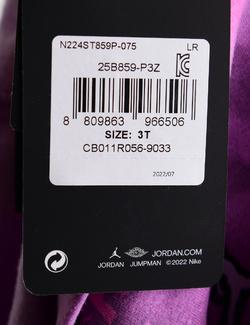 N224ST859P-075 LR
25B859-P3Z
8 809863 966506
SIZE: 3T
CB011R056-9033
2022/07
JORDAN.COM
JORDAN JUMPMAN ©2022 Nike